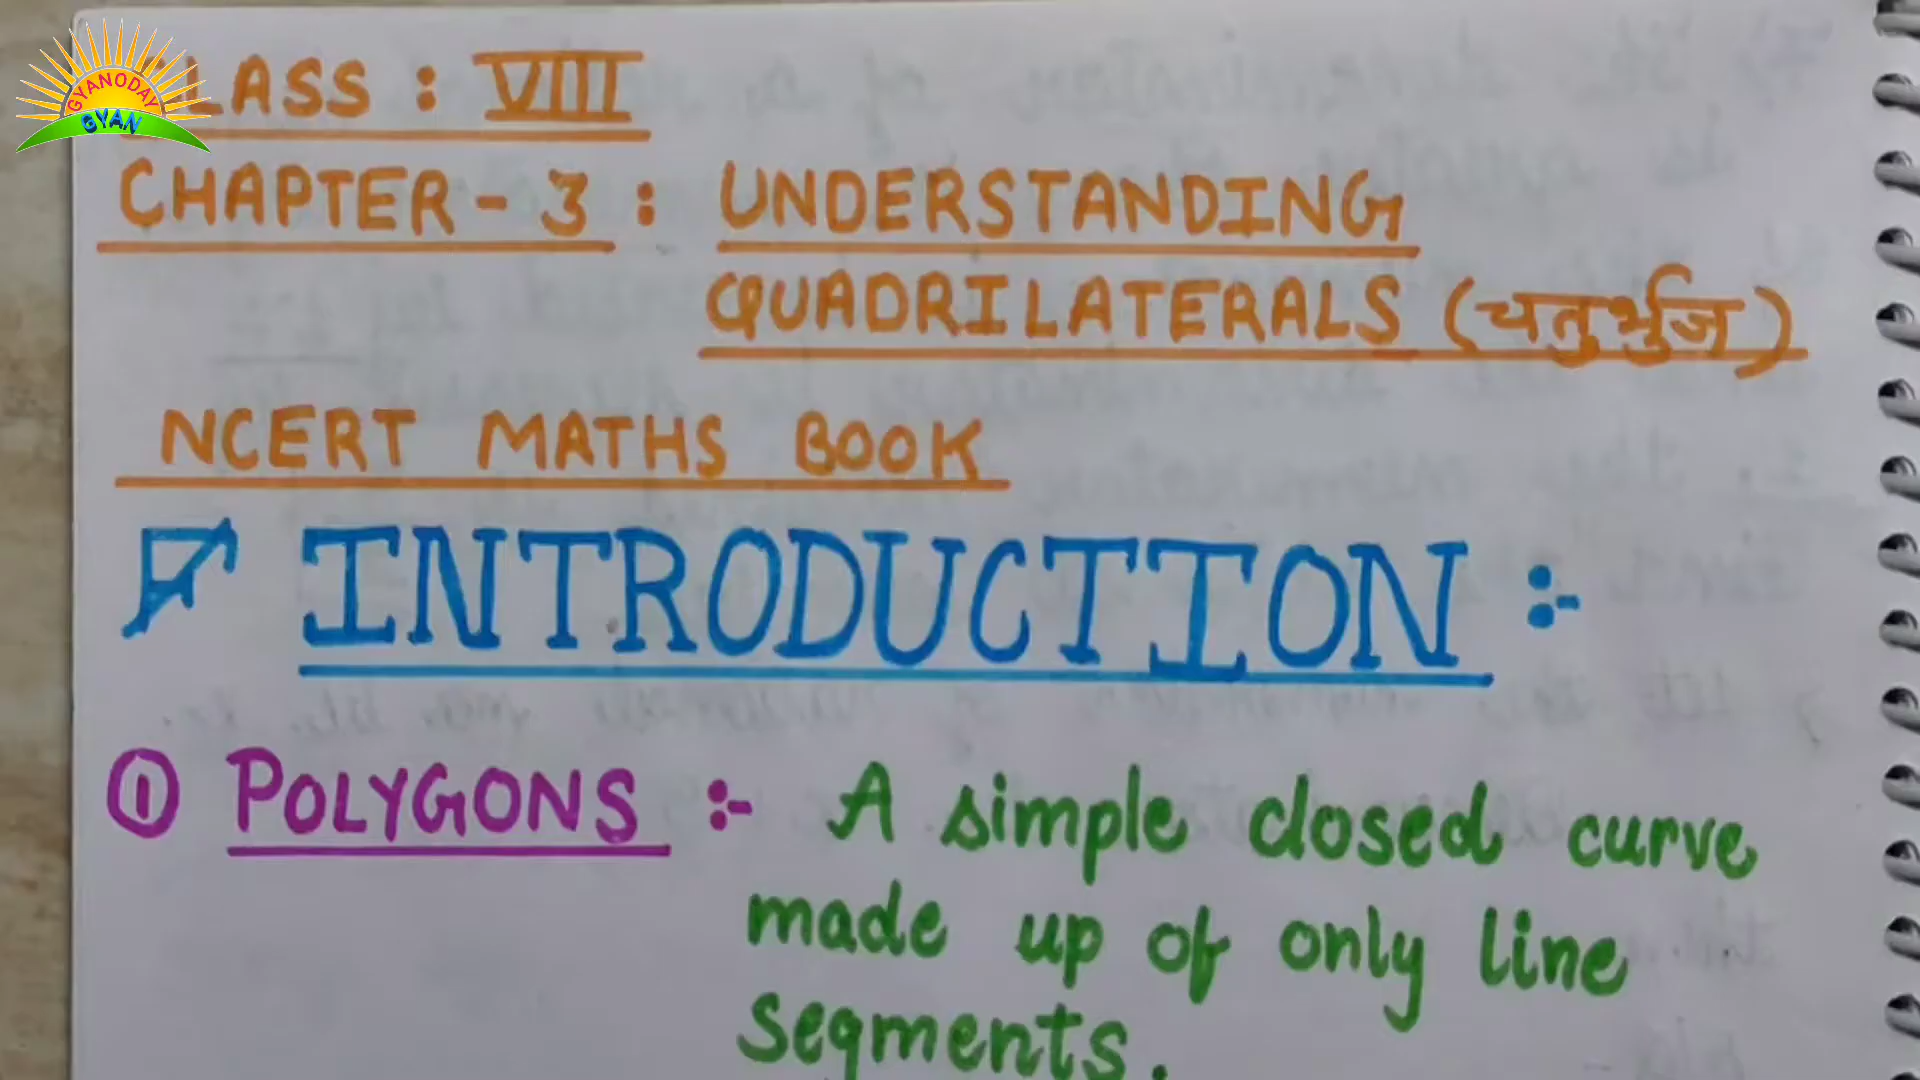 GYANODAY
GYAN
CLASS : VIII
CHAPTER - 3 : UNDERSTANDING
QUADRILATERALS (चतुर्भुज)
NCERT MATHS BOOK
INTRODUCTION :-
① POLYGONS :- A simple closed curve
made up of only line
segments.